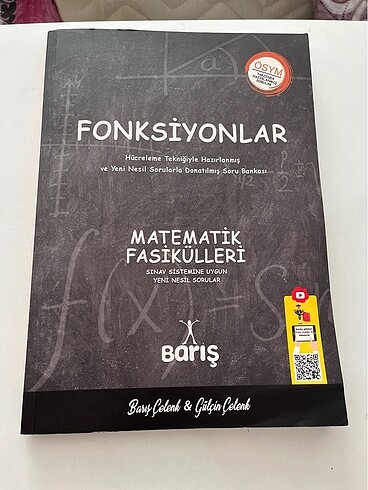 ÖSYM
FONKSİYONLAR
Hücreleme Tekniğiyle Hazırlanmış
ve Yeni Nesil Sorularla Donatılmış Soru Bankası
MATEMATİK
FASİKÜLLERİ
SINAV SİSTEMİNE UYGUN
YENİ NESİL SORULAR
BARIŞ
Barış Çelenk & Gülçin Çelenk